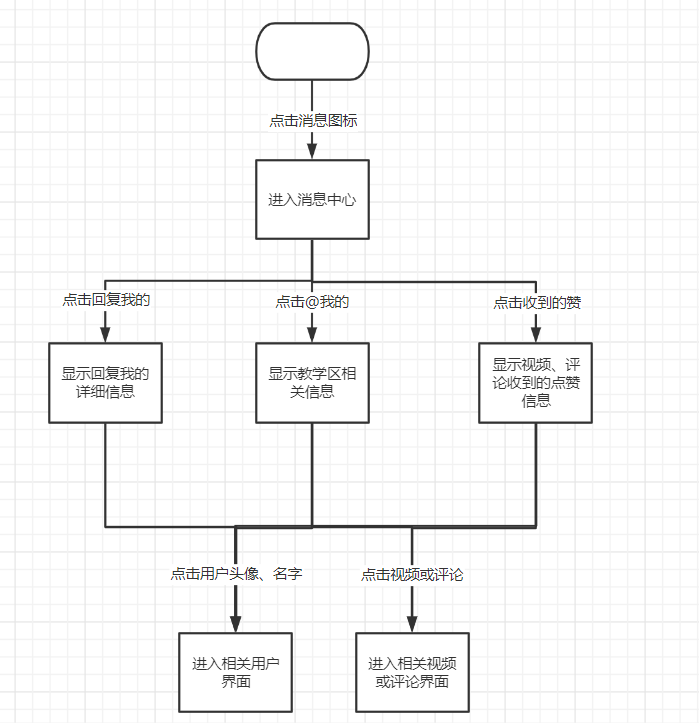 点击消息图标
进入消息中心
点击回复我的
点击@我的
点击收到的赞
显示回复我的
详细信息
显示教学区相
关信息
显示视频、评
论收到的点赞
信息
点击用户头像、名字
点击视频或评论
进入相关用户
界面
进入相关视频
或评论界面